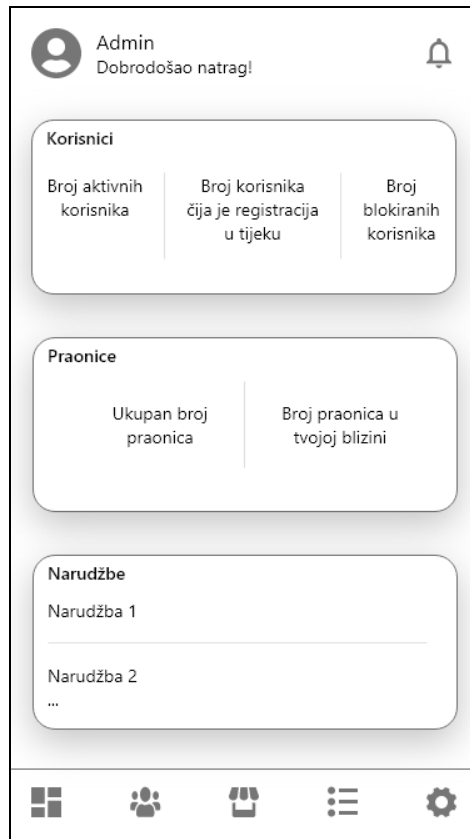 Admin
Dobrodošao natrag!
Korisnici
Broj aktivnih
korisnika
Broj korisnika
čija je registracija
u tijeku
Broj
blokiranih
korisnika
Praonice
Ukupan broj
praonica
Broj praonica u
tvojoj blizini
Narudžbe
Narudžba 1
Narudžba 2
...